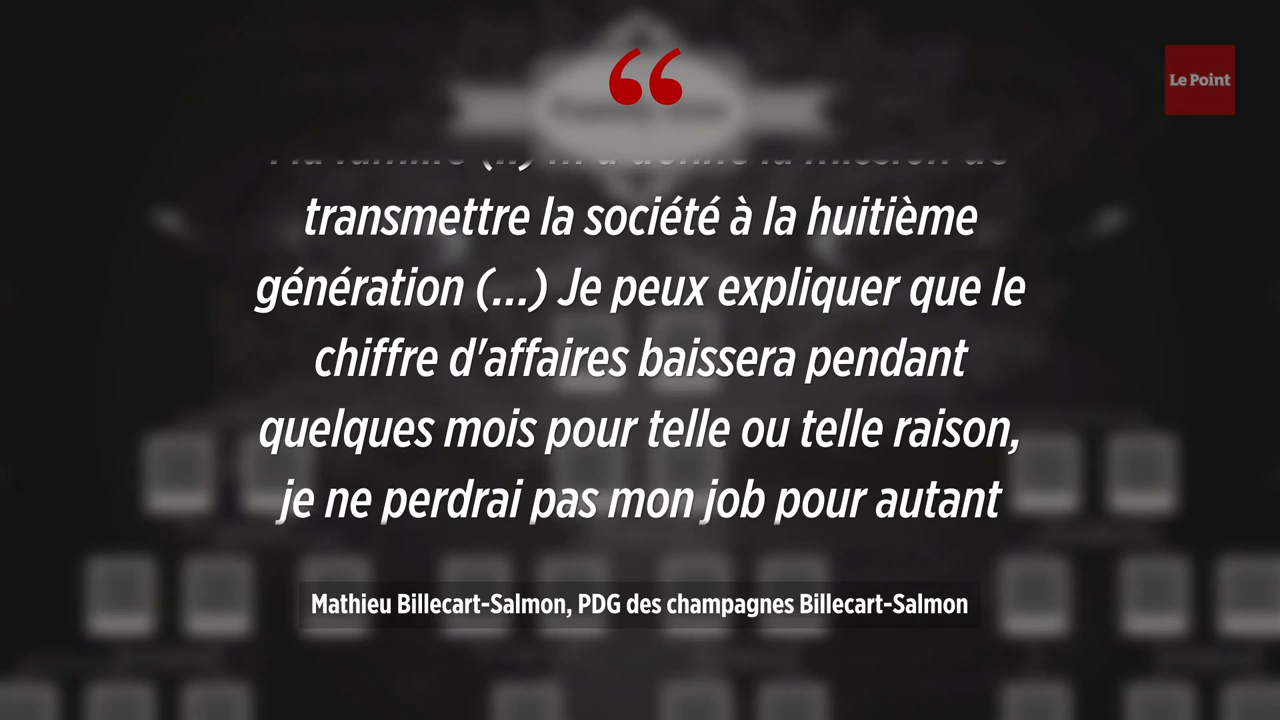 Le Point
transmettre la société à la huitième
génération (...) Je peux expliquer que le
chiffre d'affaires baissera pendant
quelques mois pour telle ou telle raison,
je ne perdrai pas mon job pour autant
Mathieu Billecart-Salmon, PDG des champagnes Billecart-Salmon